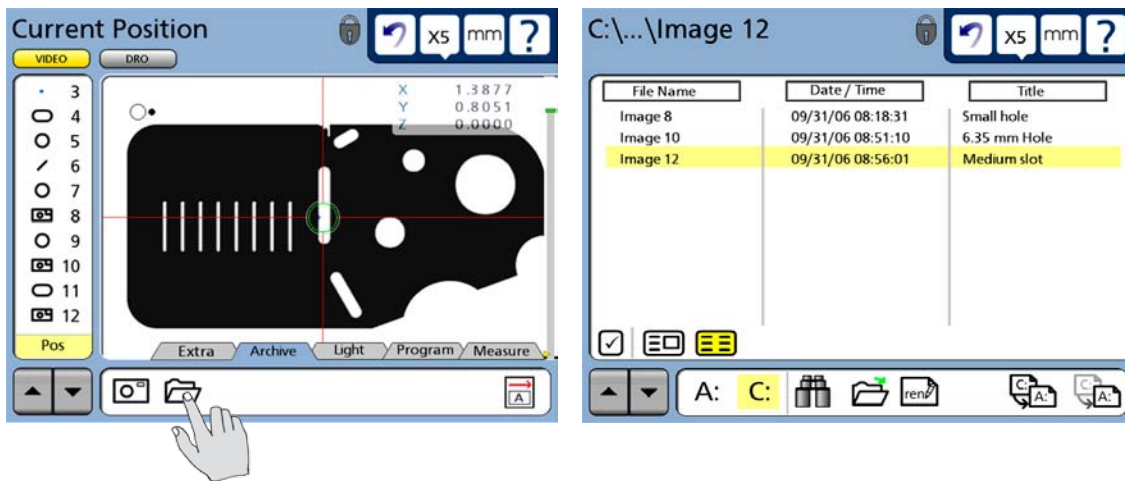 Current Position
X5 mm ?
VIDEO DRO
3
4
5
6
7
8
9
10
11
12
Pos
X 1.3877
Y 0.8051
Z 0.0000
Extra Archive Light Program Measure
A
C:\...\Image 12
X5 mm ?
File Name Date / Time Title
Image 8 09/31/06 08:18:31 Small hole
Image 10 09/31/06 08:51:10 6.35 mm Hole
Image 12 09/31/06 08:56:01 Medium slot
A: C: ren C: A: C: A: